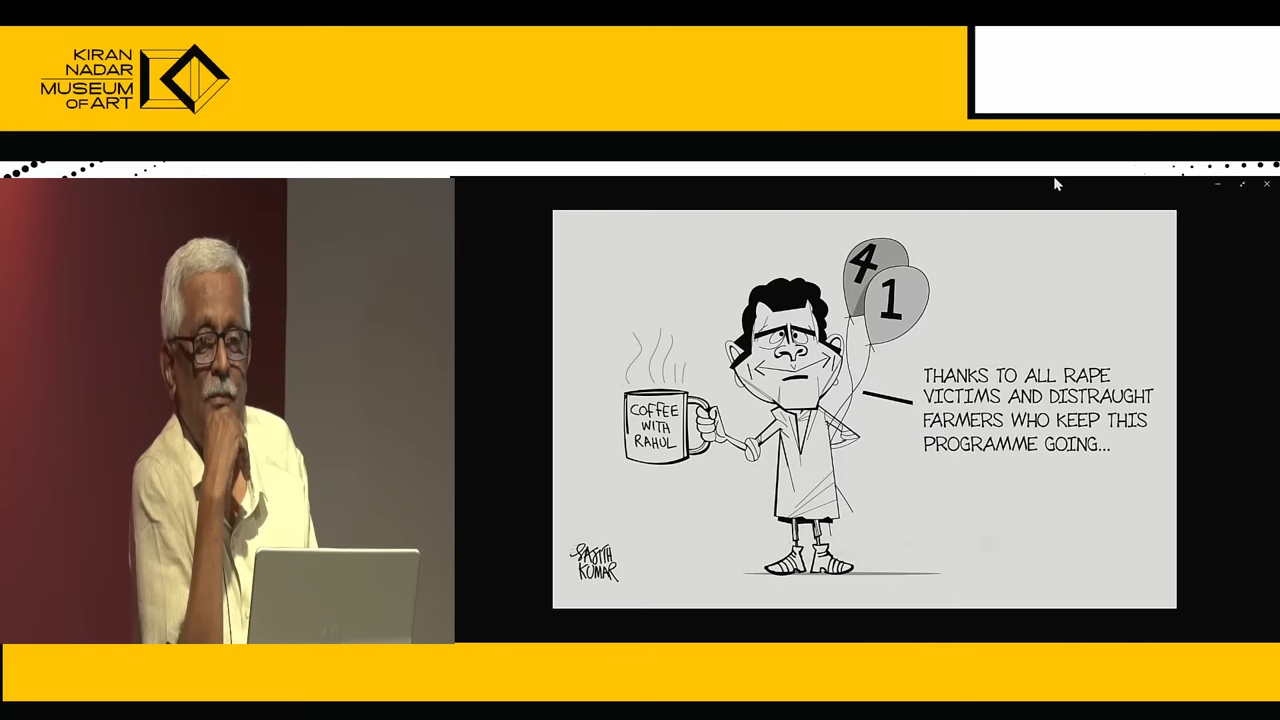 KIRAN
NADAR
MUSEUM
OF ART
4
1
COFFEE
WITH
RAHUL
THANKS TO ALL RAPE
VICTIMS AND DISTRAUGHT
FARMERS WHO KEEP THIS
PROGRAMME GOING...
SAJITH
KUMAR